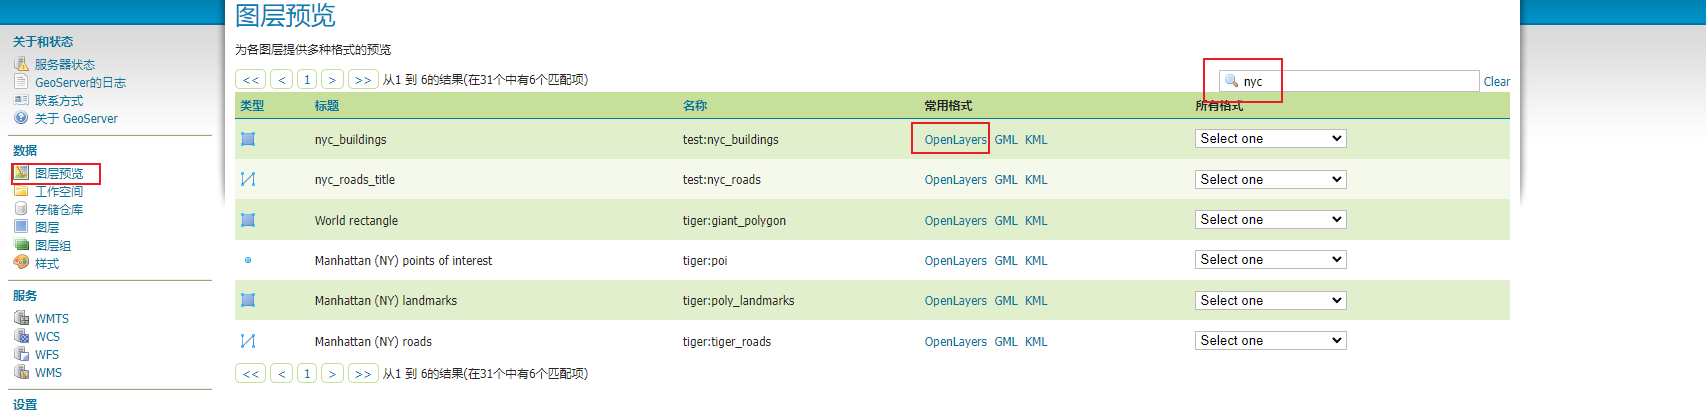 图层预览
为各图层提供多种格式的预览
<< < 1 > >> 从1 到 6的结果(在31个中有6个匹配项)
nyc Clear
类型 标题 名称 常用格式 所有格式
nyc_buildings test:nyc_buildings OpenLayers GML KML Select one
nyc_roads_title test:nyc_roads OpenLayers GML KML Select one
World rectangle tiger:giant_polygon OpenLayers GML KML Select one
Manhattan (NY) points of interest tiger:poi OpenLayers GML KML Select one
Manhattan (NY) landmarks tiger:poly_landmarks OpenLayers GML KML Select one
Manhattan (NY) roads tiger:tiger_roads OpenLayers GML KML Select one
<< < 1 > >> 从1 到 6的结果(在31个中有6个匹配项)
关于和状态
服务器状态
GeoServer的日志
联系方式
关于 GeoServer
数据
图层预览
工作空间
存储仓库
图层
图层组
样式
服务
WMTS
WCS
WFS
WMS
设置